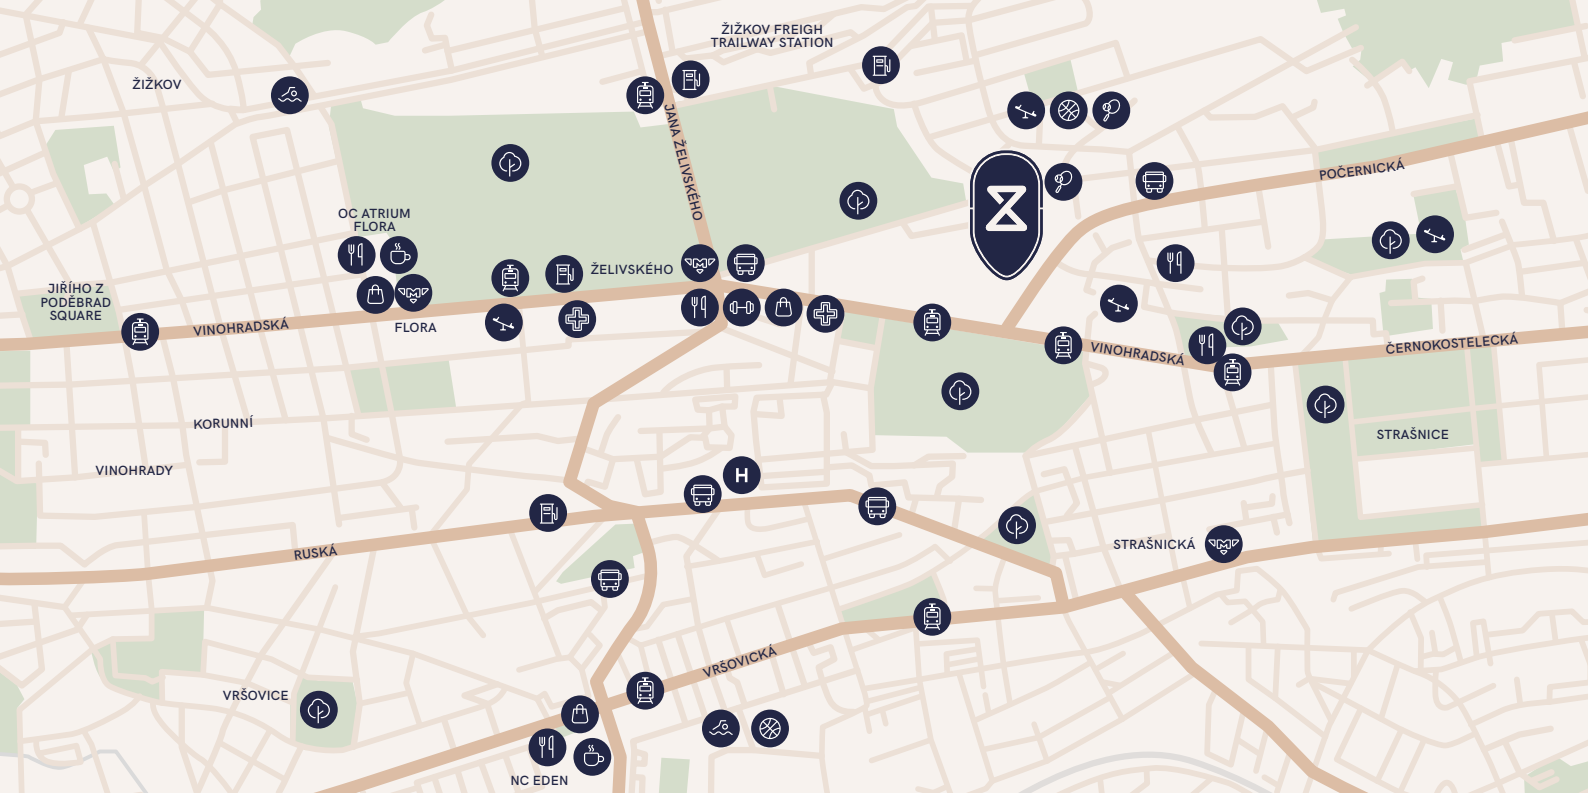 ŽIŽKOV FREIGH
TRAILWAY STATION
ŽIŽKOV
JANA ŽELIVSKÉHO
POČERNICKÁ
OC ATRIUM
FLORA
ŽELIVSKÉHO
JIŘÍHO Z
PODĚBRAD
SQUARE
VINOHRADSKÁ
FLORA
VINOHRADSKÁ
ČERNOKOSTELECKÁ
KORUNNÍ
STRAŠNICE
VINOHRADY
H
RUSKÁ
STRAŠNICKÁ
VRŠOVICKÁ
VRŠOVICE
NC EDEN